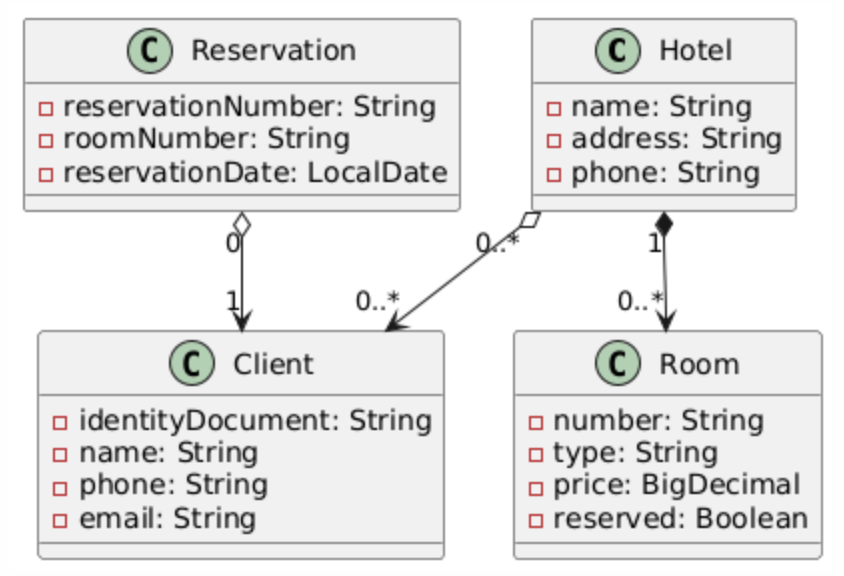 C Reservation
reservationNumber: String
roomNumber: String
reservationDate: LocalDate
C Hotel
name: String
address: String
phone: String
0
1
0..*
0..*
1
0..*
C Client
identityDocument: String
name: String
phone: String
email: String
C Room
number: String
type: String
price: BigDecimal
reserved: Boolean